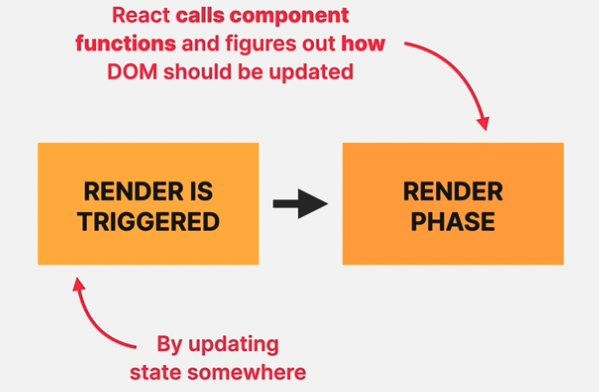 React calls component
functions and figures out how
DOM should be updated
RENDER IS
TRIGGERED
RENDER
PHASE
By updating
state somewhere